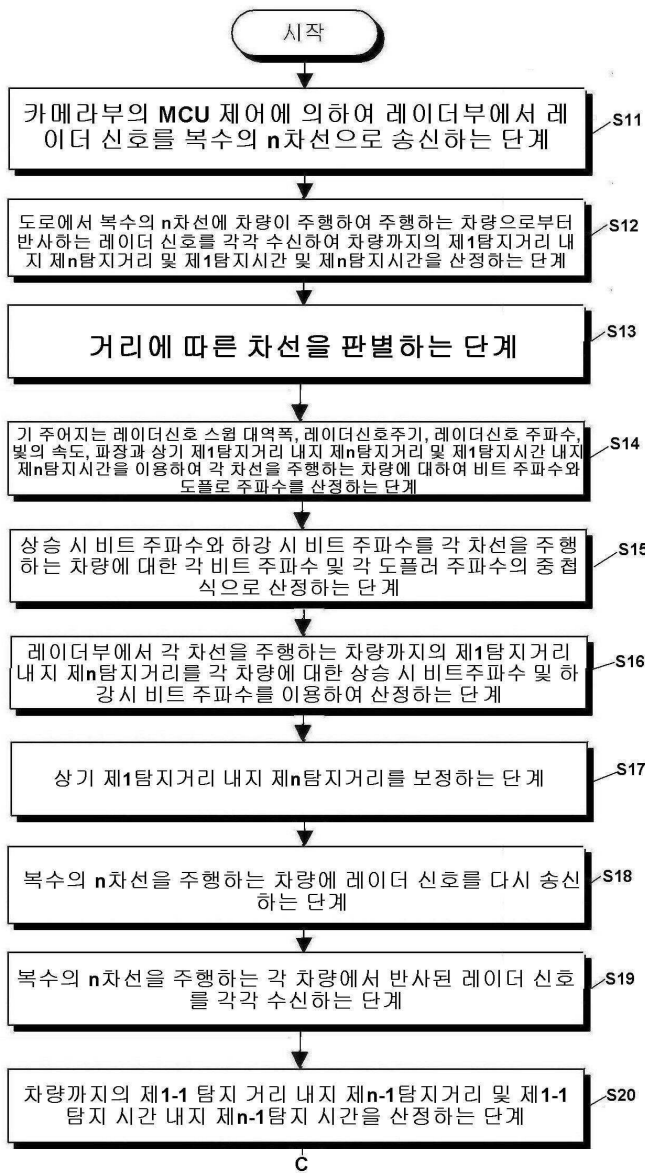 시작
카메라부의 MCU 제어에 의하여 레이더부에서 레
이더 신호를 복수의 n차선으로 송신하는 단계
S11
도로에서 복수의 n차선에 차량이 주행하여 주행하는 차량으로부터
반사하는 레이더 신호를 각각 수신하여 차량까지의 제1탐지거리 내
지 제n탐지거리 및 제1탐지시간 및 제n탐지시간을 산정하는 단계
S12
거리에 따른 차선을 판별하는 단계
S13
기 주어지는 레이더신호 스윕 대역폭, 레이더신호주기, 레이더신호 주파수,
빛의 속도, 파장과 상기 제1탐지거리 내지 제n탐지거리 및 제1탐지시간 내지
제n탐지시간을 이용하여 각 차선을 주행하는 차량에 대하여 비트 주파수와
도플로 주파수를 산정하는 단계
S14
상승 시 비트 주파수와 하강 시 비트 주파수를 각 차선을 주행
하는 차량에 대한 각 비트 주파수 및 각 도플러 주파수의 중첩
식으로 산정하는 단계
S15
레이더부에서 각 차선을 주행하는 차량까지의 제1탐지거리
내지 제n탐지거리를 각 차량에 대한 상승 시 비트주파수 및 하
강시 비트 주파수를 이용하여 산정하는 단계
S16
상기 제1탐지거리 내지 제n탐지거리를 보정하는 단계
S17
복수의 n차선을 주행하는 차량에 레이더 신호를 다시 송신
하는 단계
S18
복수의 n차선을 주행하는 각 차량에서 반사된 레이더 신호
를 각각 수신하는 단계
S19
차량까지의 제1-1 탐지 거리 내지 제n-1탐지거리 및 제1-1
탐지 시간 내지 제n-1탐지 시간을 산정하는 단계
S20
C